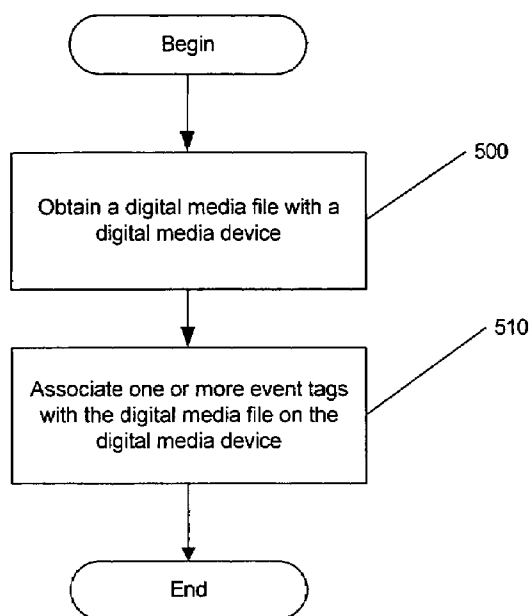 Begin
500
Obtain a digital media file with a
digital media device
510
Associate one or more event tags
with the digital media file on the
digital media device
End